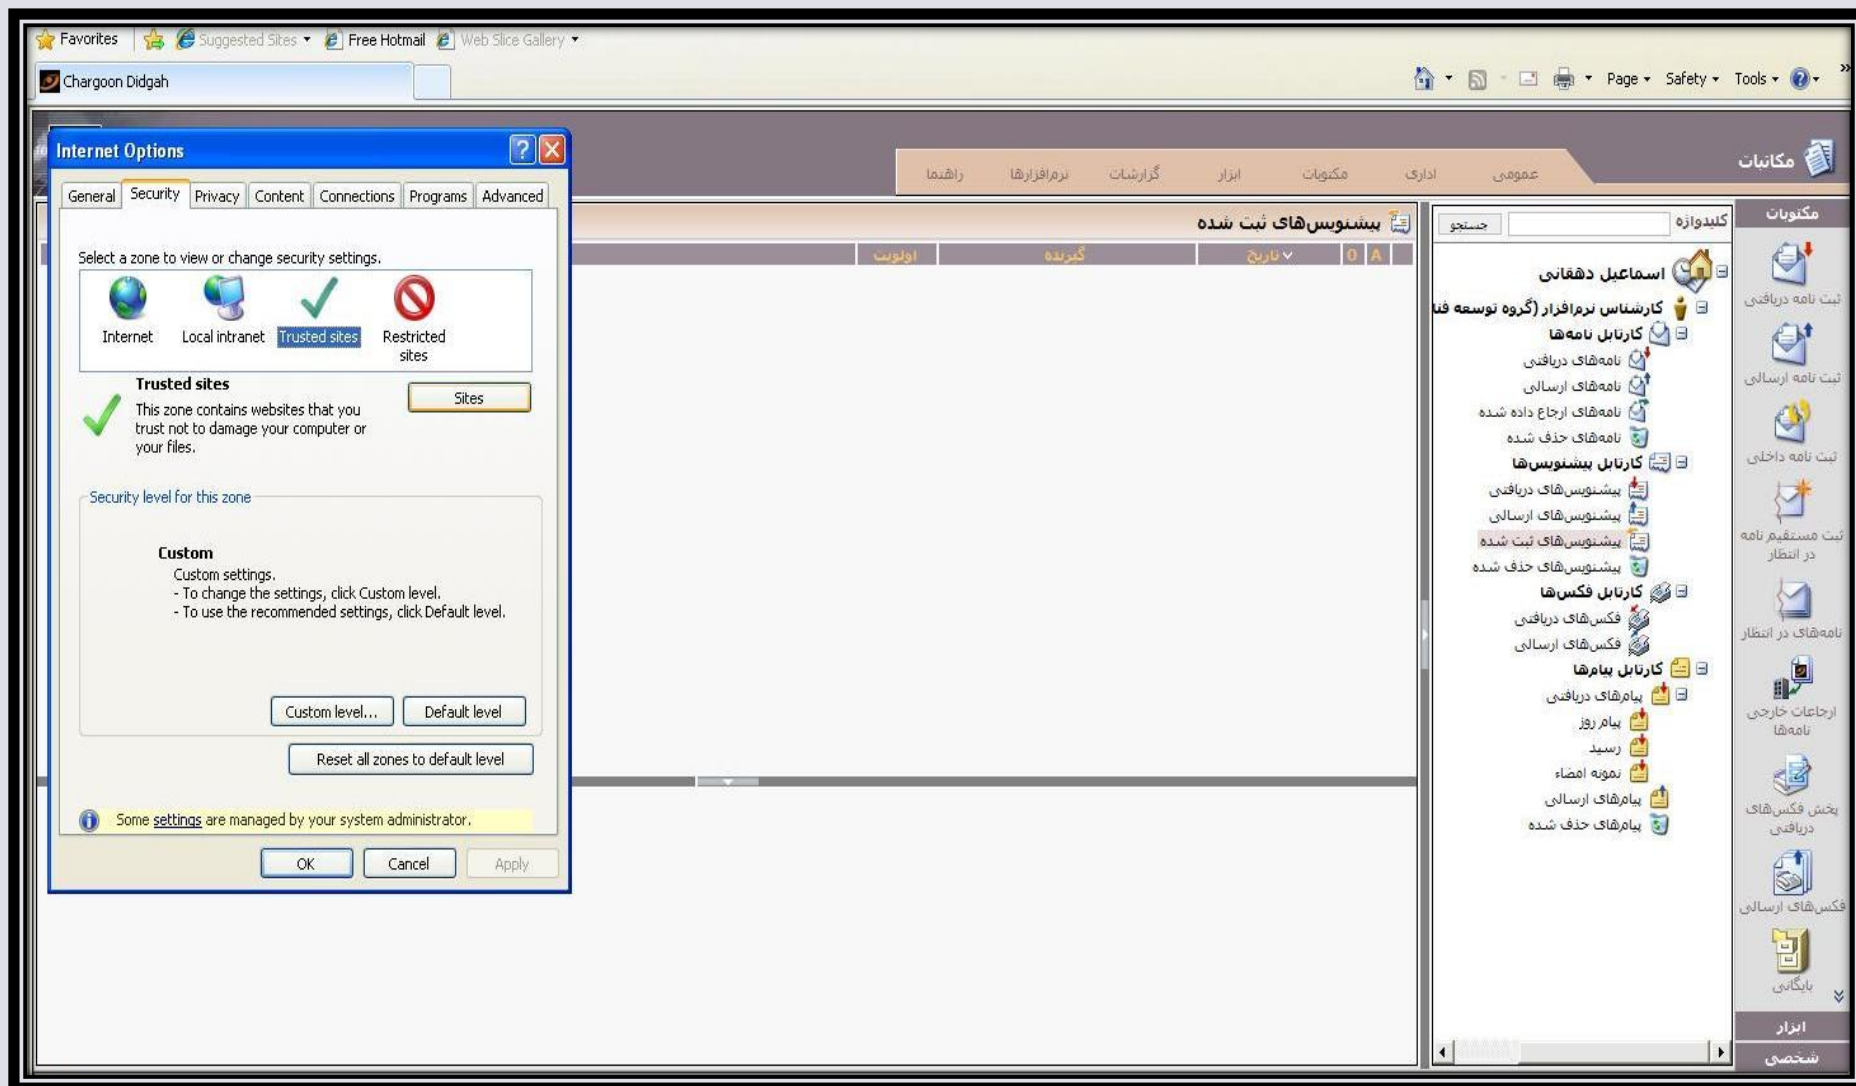 Favorites Suggested Sites Free Hotmail Web Slice Gallery
Chargoon Didgah
Page Safety Tools
Internet Options
General Security Privacy Content Connections Programs Advanced
Select a zone to view or change security settings.
Internet Local intranet Trusted sites Restricted
sites
Trusted sites
Sites
This zone contains websites that you
trust not to damage your computer or
your files.
Security level for this zone
Custom
Custom settings.
- To change the settings, click Custom level.
- To use the recommended settings, click Default level.
Custom level... Default level
Reset all zones to default level
Some settings are managed by your system administrator.
OK Cancel Apply
مکاتبات
عمومی اداری مکتوبات ابزار گزارشات نرم‌افزارها راهنما
پیشنویس‌های ثبت شده
A 0 تاریخ گیرنده اولویت
کلیدواژه جستجو
اسماعیل دهقانی
کارشناس نرم‌افزار (گروه توسعه فنا
کارتابل نامه‌ها
نامه‌های دریافتی
نامه‌های ارسالی
نامه‌های ارجاع داده شده
نامه‌های حذف شده
کارتابل پیشنویس‌ها
پیشنویس‌های دریافتی
پیشنویس‌های ارسالی
پیشنویس‌های ثبت شده
پیشنویس‌های حذف شده
کارتابل فکس‌ها
فکس‌های دریافتی
فکس‌های ارسالی
کارتابل پیام‌ها
پیام‌های دریافتی
پیام روز
رسید
نمونه امضاء
پیام‌های ارسالی
پیام‌های حذف شده
مکتوبات
ثبت نامه دریافتی
ثبت نامه ارسالی
ثبت نامه داخلی
ثبت مستقیم نامه
در انتظار
نامه‌های در انتظار
ارجاعات خارجی
نامه‌ها
پخش فکس‌های
دریافتی
فکس‌های ارسالی
بایگانی
ابزار
شخصی